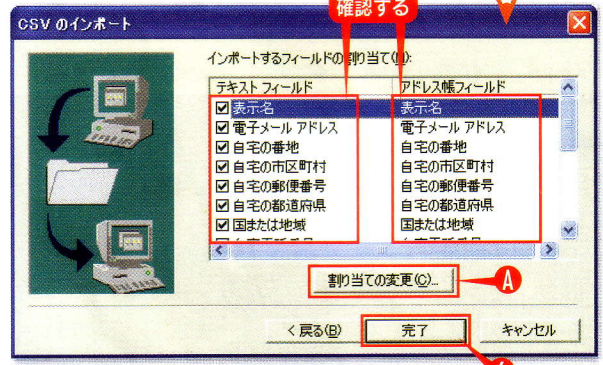 確認する
CSV のインポート
インポートするフィールドの割り当て(M):
テキスト フィールド アドレス帳フィールド
表示名 表示名
電子メール アドレス 電子メール アドレス
自宅の番地 自宅の番地
自宅の市区町村 自宅の市区町村
自宅の郵便番号 自宅の郵便番号
自宅の都道府県 自宅の都道府県
国または地域 国または地域
割り当ての変更(C)... A
< 戻る(B) 完了 キャンセル